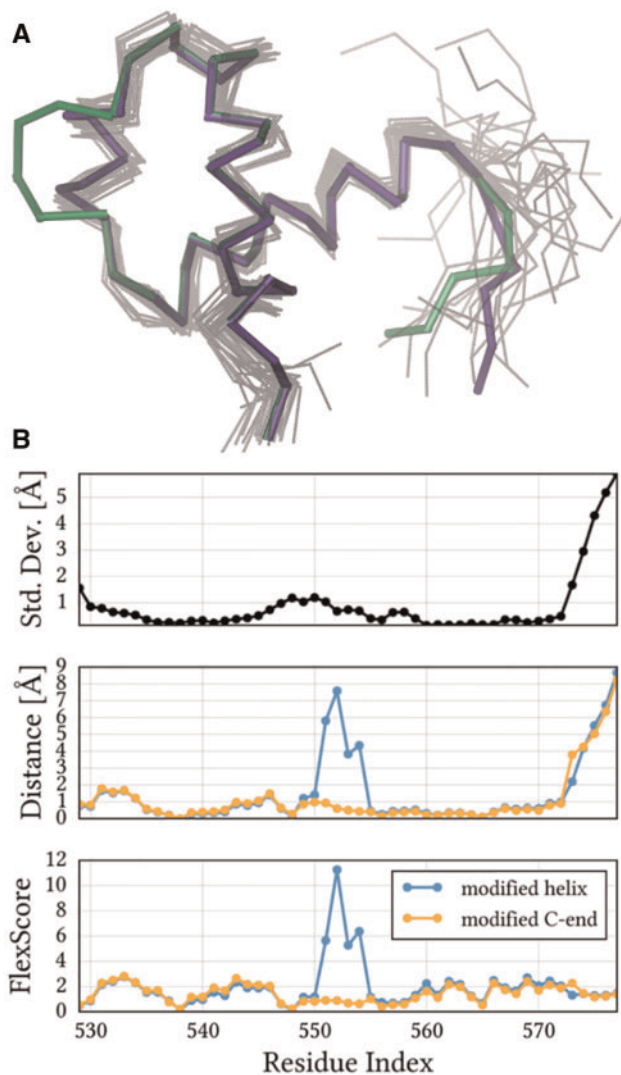 A
B
Std. Dev. [Å]
5
4
3
2
1
Distance [Å]
9
8
7
6
5
4
3
2
1
0
FlexScore
12
10
8
6
4
2
0
modified helix
modified C-end
530 540 550 560 570
Residue Index